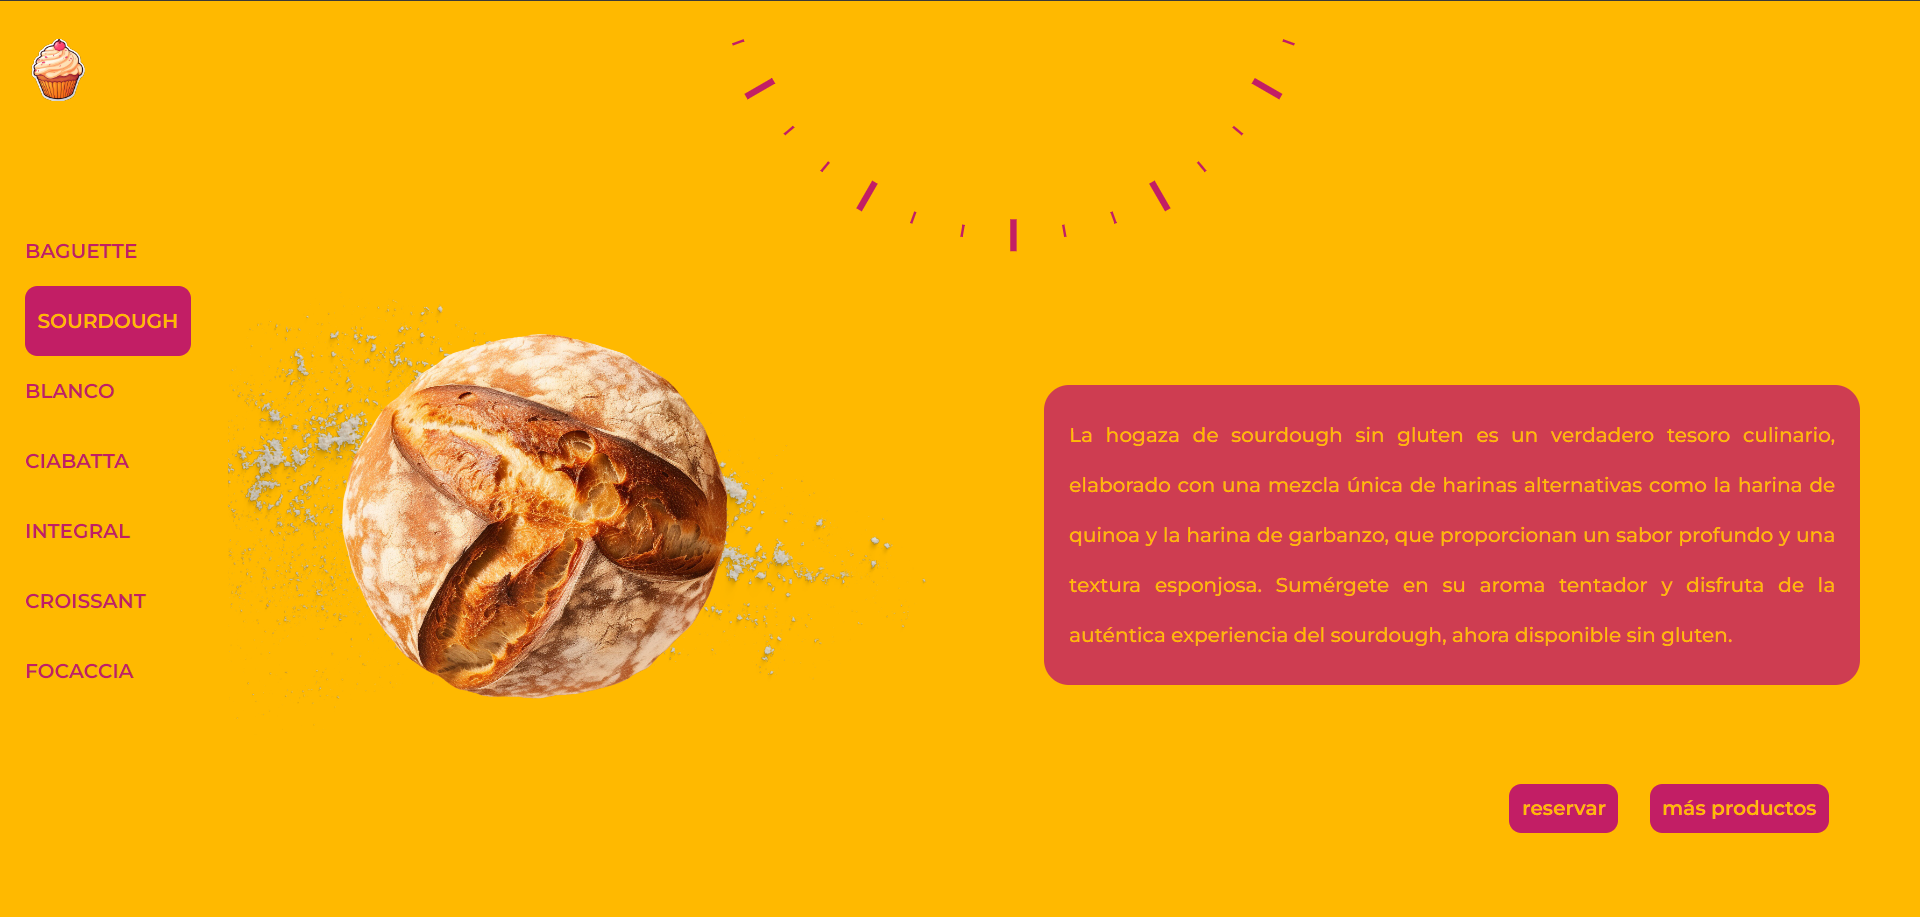 BAGUETTE
SOURDOUGH
BLANCO
CIABATTA
INTEGRAL
CROISSANT
FOCACCIA
La hogaza de sourdough sin gluten es un verdadero tesoro culinario,
elaborado con una mezcla única de harinas alternativas como la harina de
quinoa y la harina de garbanzo, que proporcionan un sabor profundo y una
textura esponjosa. Sumérgete en su aroma tentador y disfruta de la
auténtica experiencia del sourdough, ahora disponible sin gluten.
reservar
más productos